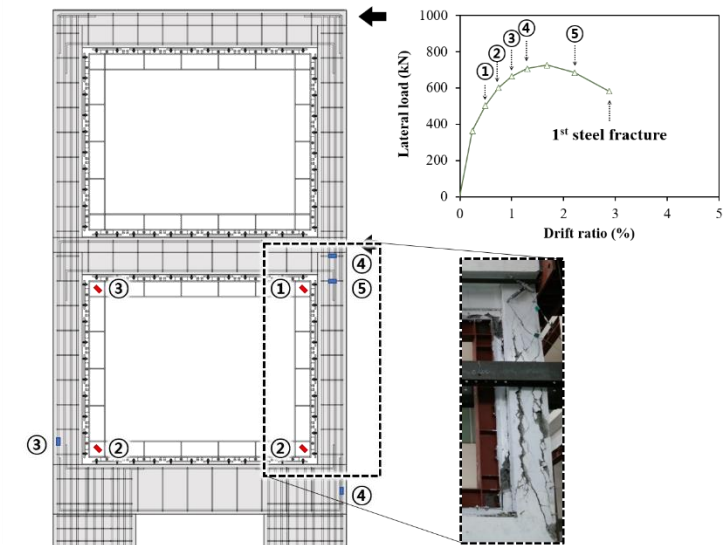 1000
800
600
400
200
0
Lateral load (kN)
① ② ③ ④ ⑤
1st steel fracture
0 1 2 3 4 5
Drift ratio (%)
④
③ ① ⑤
③ ② ②
④